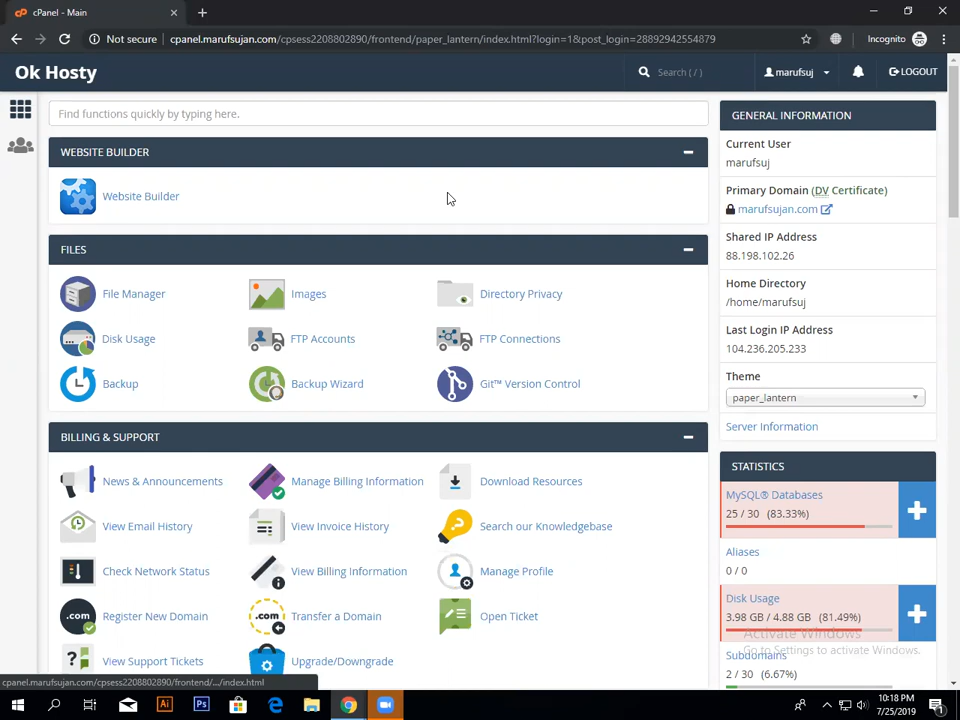 cPanel - Main
Not secure
cpanel.marufsujan.com/cpsess2208802890/frontend/paper_lantern/index.html?login=1&post_login=28892942554879
Incognito
Ok Hosty
Search ( / )
marufsuj
LOGOUT
Find functions quickly by typing here.
WEBSITE BUILDER
Website Builder
FILES
File Manager
Images
Directory Privacy
Disk Usage
FTP Accounts
FTP Connections
Backup
Backup Wizard
Git™ Version Control
BILLING & SUPPORT
News & Announcements
Manage Billing Information
Download Resources
View Email History
View Invoice History
Search our Knowledgebase
Check Network Status
View Billing Information
Manage Profile
.com
Register New Domain
.com
Transfer a Domain
Open Ticket
View Support Tickets
Upgrade/Downgrade
GENERAL INFORMATION
Current User
marufsuj
Primary Domain (DV Certificate)
marufsujan.com
Shared IP Address
88.198.102.26
Home Directory
/home/marufsuj
Last Login IP Address
104.236.205.233
Theme
paper_lantern
Server Information
STATISTICS
MySQL® Databases
25 / 30 (83.33%)
Aliases
0 / 0
Disk Usage
3.98 GB / 4.88 GB (81.49%)
Subdomains
2 / 30 (6.67%)
Activate Windows
Go to Settings to activate Windows.
cpanel.marufsujan.com/cpsess2208802890/frontend/.../index.html
Ai
Ps
10:18 PM
7/25/2019
1